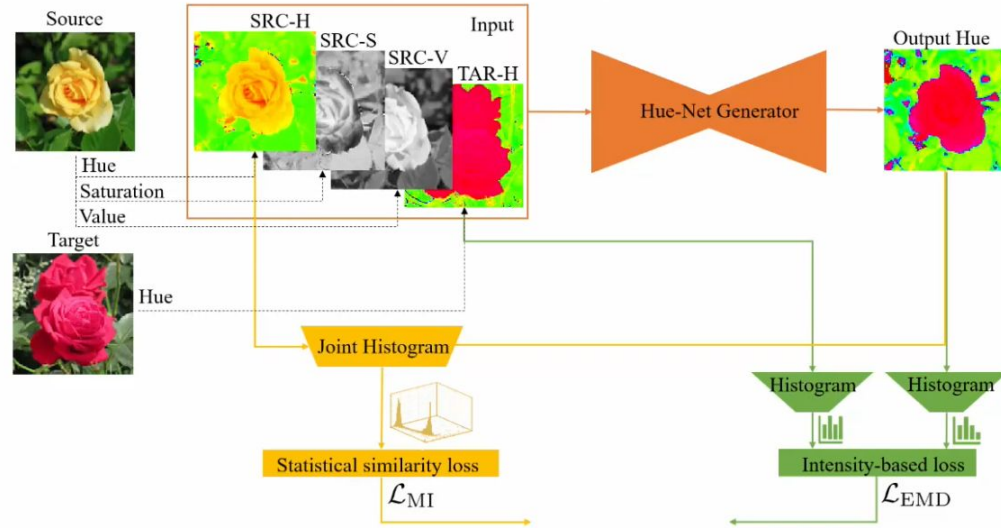 Source
SRC-H
SRC-S
SRC-V
TAR-H
Input
Hue-Net Generator
Output Hue
Hue
Saturation
Value
Target
Hue
Joint Histogram
Histogram
Histogram
Statistical similarity loss
Intensity-based loss
ℒMI
ℒEMD